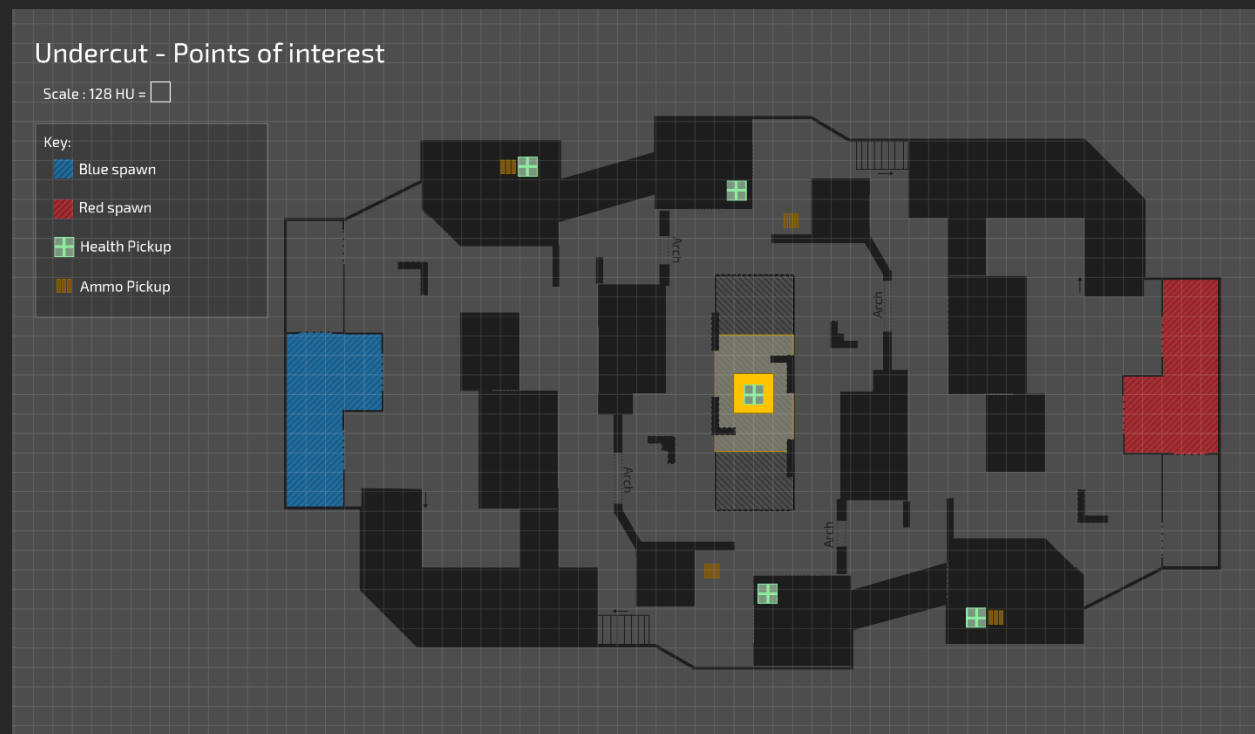 Undercut - Points of interest
Scale : 128 HU =
Key:
Blue spawn
Red spawn
Health Pickup
Ammo Pickup
Arch
Arch
Arch
Arch